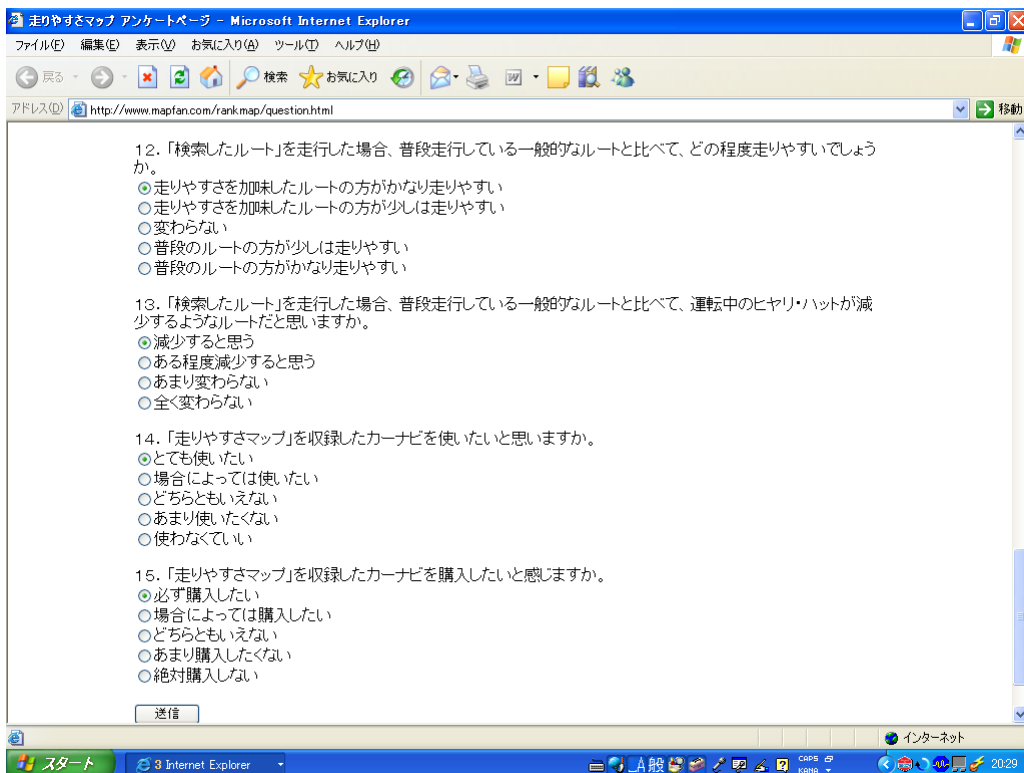 走りやすさマップ アンケートページ - Microsoft Internet Explorer
ファイル(F) 編集(E) 表示(V) お気に入り(A) ツール(T) ヘルプ(H)
戻る 検索 お気に入り
アドレス(D) http://www.mapfan.com/rankmap/question.html 移動
12.「検索したルート」を走行した場合、普段走行している一般的なルートと比べて、どの程度走りやすいでしょう
か。
走りやすさを加味したルートの方がかなり走りやすい
走りやすさを加味したルートの方が少しは走りやすい
変わらない
普段のルートの方が少しは走りやすい
普段のルートの方がかなり走りやすい
13.「検索したルート」を走行した場合、普段走行している一般的なルートと比べて、運転中のヒヤリ・ハットが減
少するようなルートだと思いますか。
減少すると思う
ある程度減少すると思う
あまり変わらない
全く変わらない
14.「走りやすさマップ」を収録したカーナビを使いたいと思いますか。
とても使いたい
場合によっては使いたい
どちらともいえない
あまり使いたくない
使わなくていい
15.「走りやすさマップ」を収録したカーナビを購入したいと感じますか。
必ず購入したい
場合によっては購入したい
どちらともいえない
あまり購入したくない
絶対購入しない
送信
インターネット
スタート 3 Internet Explorer A 般 CAPS KANA 20:29